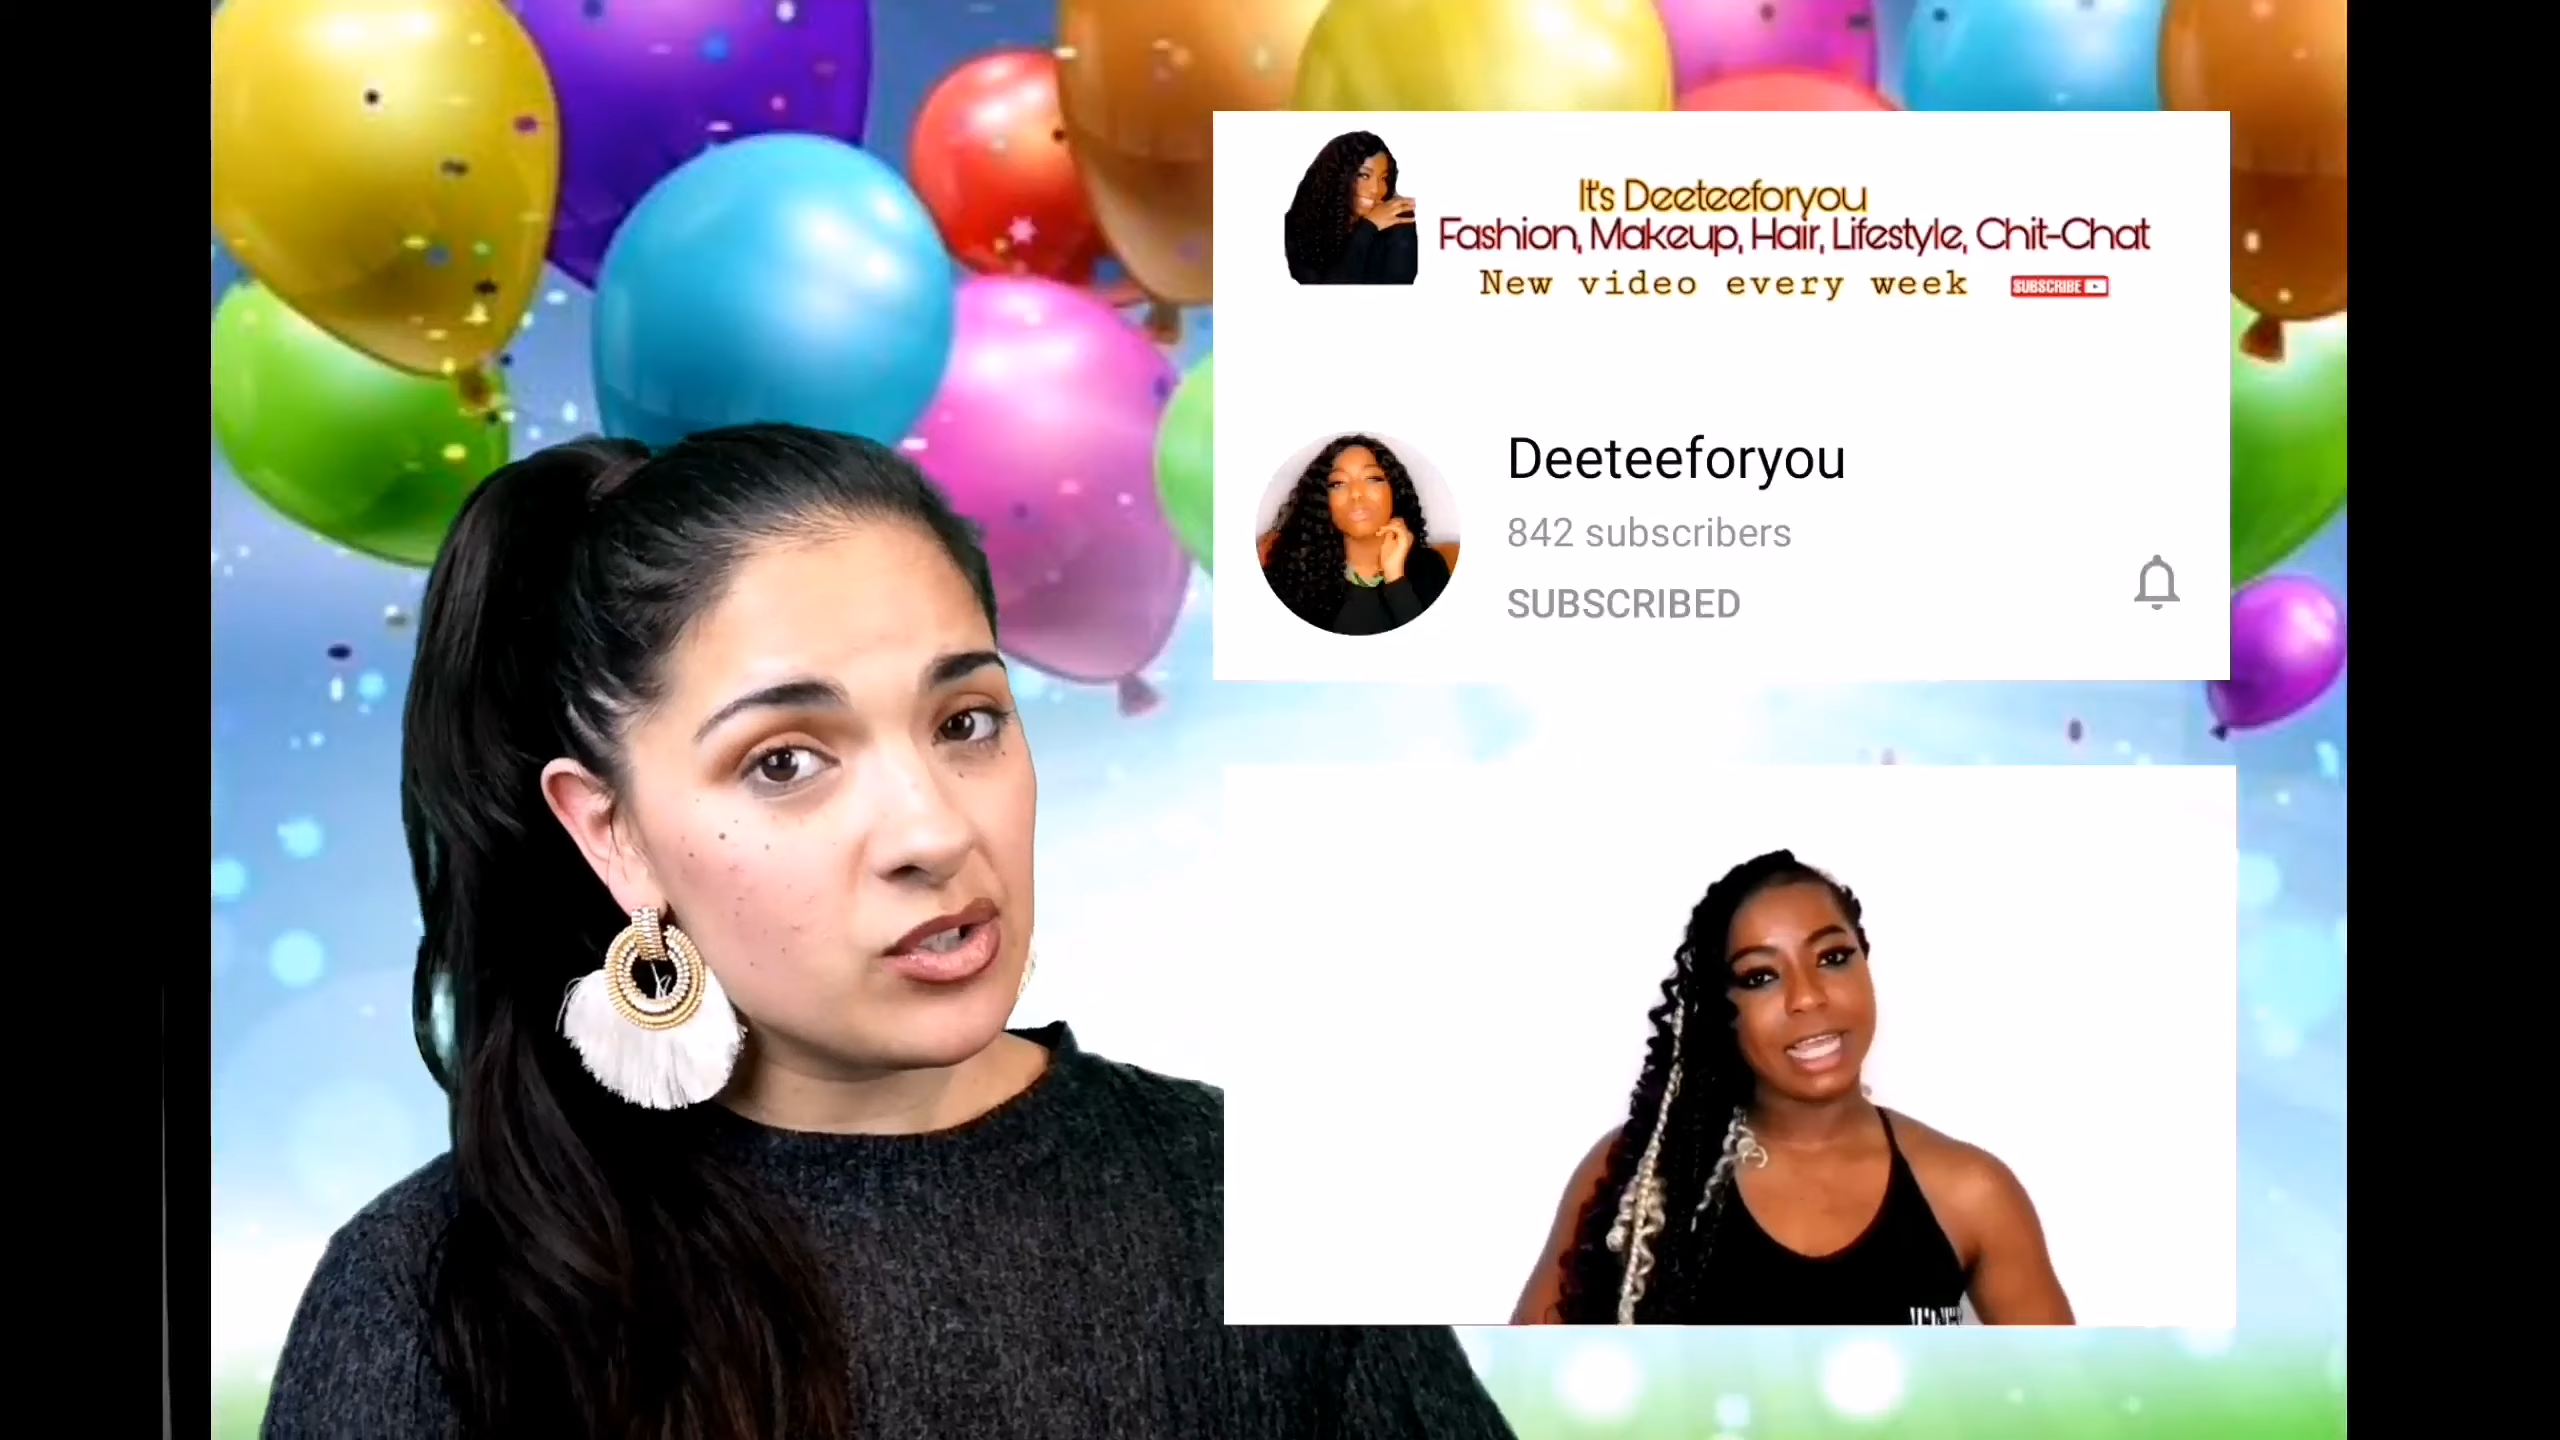 It's Deeteeforyou
Fashion, Makeup, Hair, Lifestyle, Chit-Chat
New video every week
SUBSCRIBE
Deeteeforyou
842 subscribers
SUBSCRIBED